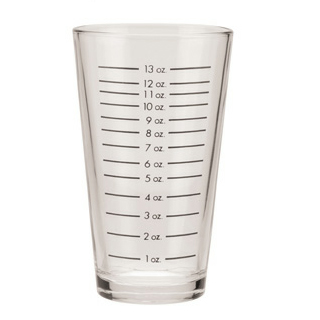 13 oz.
12 oz.
11 oz.
10 oz.
9 oz.
8 oz.
7 oz.
6 oz.
5 oz.
4 oz.
3 oz.
2 oz.
1 oz.